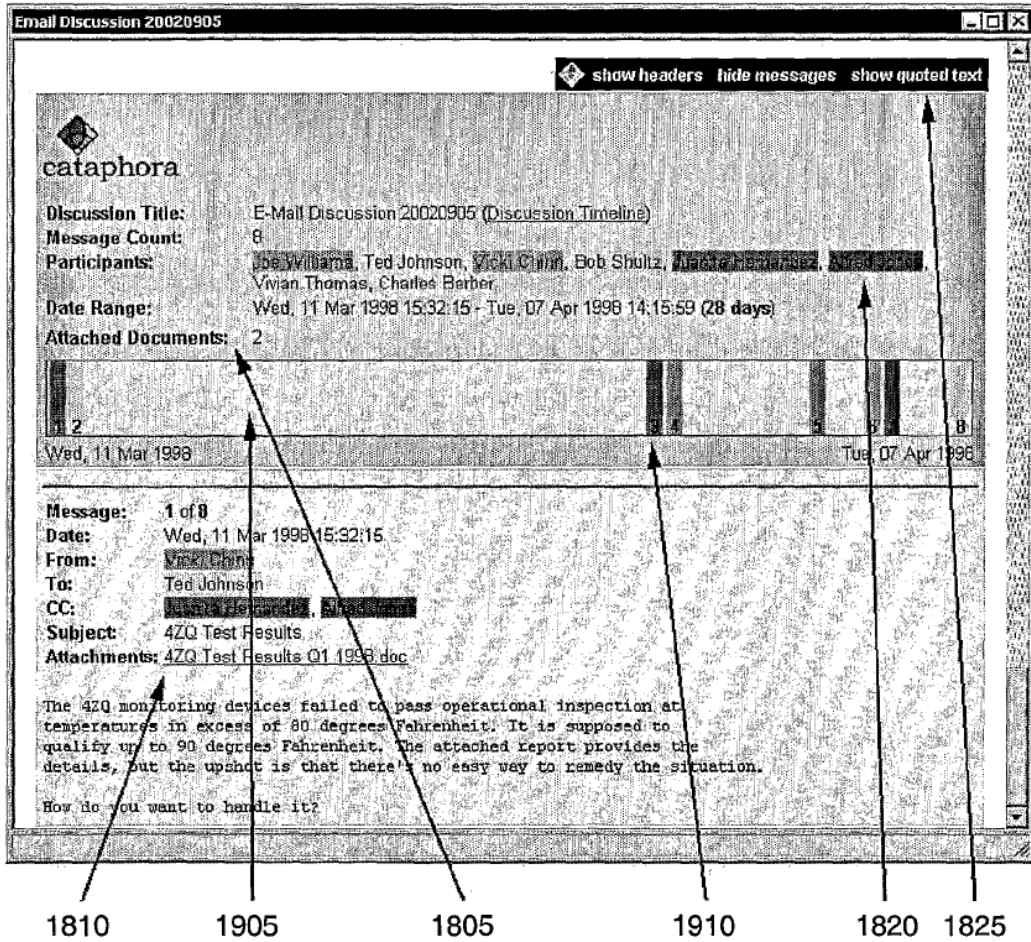 Email Discussion 20020905
show headers hide messages show quoted text
cataphora
Discussion Title: E-Mail Discussion 20020905 (Discussion Timeline)
Message Count: 8
Participants: Joe Williams, Ted Johnson, Vicki Chinn, Bob Shultz, Juanita Hernandez, Alfred Jones,
Vivian Thomas, Charles Barber,
Date Range: Wed, 11 Mar 1998 15:32:15 - Tue, 07 Apr 1998 14:15:59 (28 days)
Attached Documents: 2
1 2 3 4 5 6 8
Wed, 11 Mar 1998 Tue, 07 Apr 1998
Message: 1 of 8
Date: Wed, 11 Mar 1998 15:32:15
From: Vicki Chinn
To: Ted Johnson
CC: Juanita Hernandez, Alfred Jones
Subject: 4ZQ Test Results
Attachments: 4ZQ Test Results Q1 1998.doc
The 4ZQ monitoring devices failed to pass operational inspection at
temperatures in excess of 80 degrees Fahrenheit. It is supposed to
qualify up to 90 degrees Fahrenheit. The attached report provides the
details, but the upshot is that there's no easy way to remedy the situation.
How do you want to handle it?
1810 1905 1805 1910 1820 1825